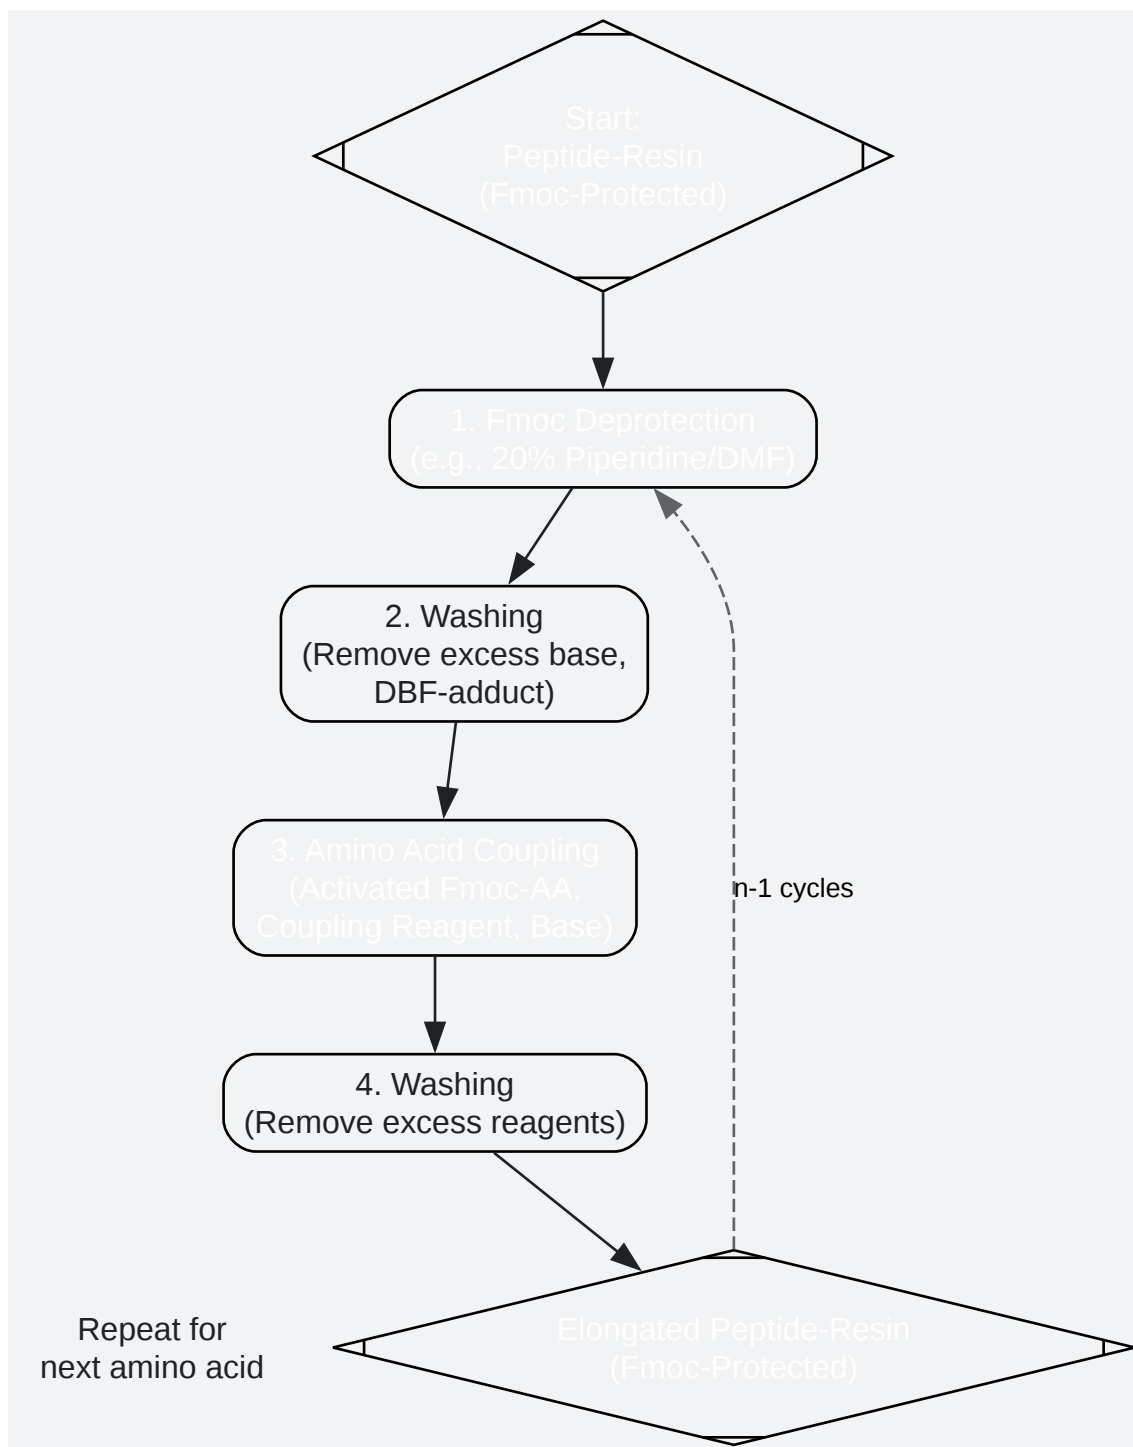 Start:
Peptide-Resin
(Fmoc-Protected)
1. Fmoc Deprotection
(e.g., 20% Piperidine/DMF)
2. Washing
(Remove excess base,
DBF-adduct)
3. Amino Acid Coupling
(Activated Fmoc-AA,
Coupling Reagent, Base)
n-1 cycles
4. Washing
(Remove excess reagents)
Repeat for
next amino acid
Elongated Peptide-Resin
(Fmoc-Protected)